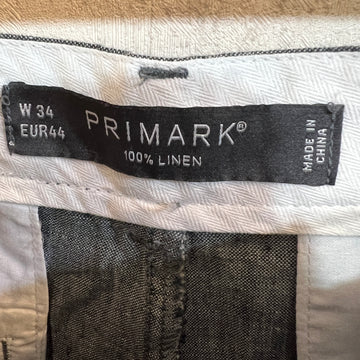 W 34
EUR44
PRIMARK®
100% LINEN
MADE IN
CHINA